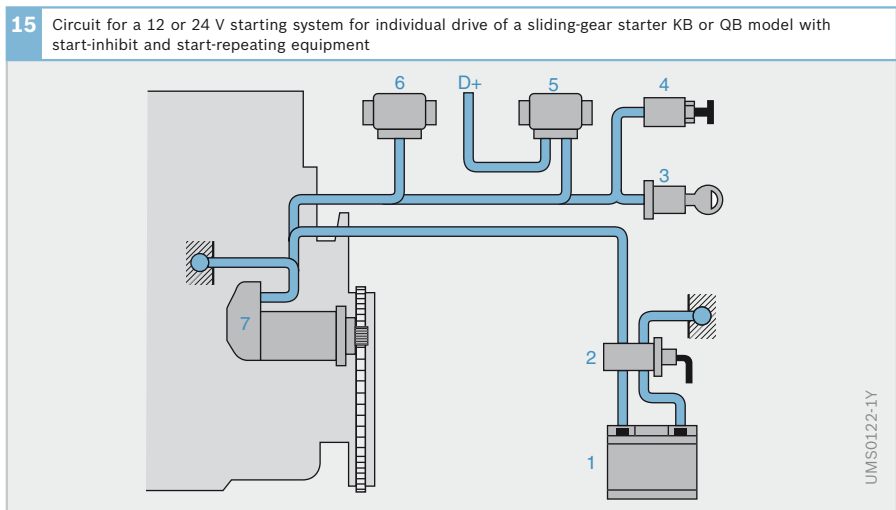 15 Circuit for a 12 or 24 V starting system for individual drive of a sliding-gear starter KB or QB model with
start-inhibit and start-repeating equipment
6
D+
5
4
3
7
2
1
UMS0122-1Y